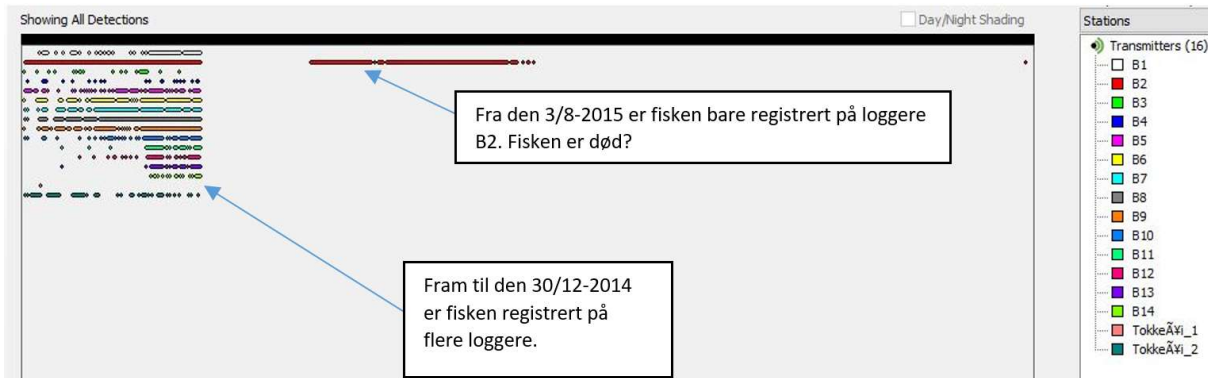 Showing All Detections
Day/Night Shading
Stations
Transmitters (16)
B1
B2
B3
B4
B5
B6
B7
B8
B9
B10
B11
B12
B13
B14
TokkeÃ¥i_1
TokkeÃ¥i_2
Fra den 3/8-2015 er fisken bare registrert på loggere
B2. Fisken er død?
Fram til den 30/12-2014
er fisken registrert på
flere loggere.